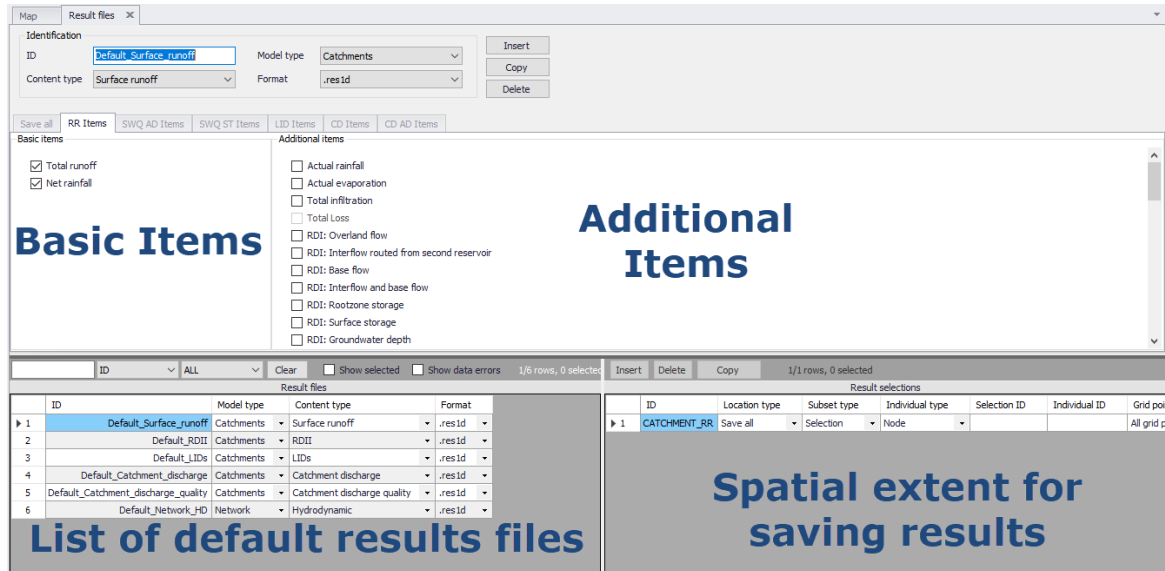 Map Result files X
Identification
ID Default_Surface_runoff Model type Catchments Insert
Copy
Content type Surface runoff Format .res1d
Delete
Save all RR Items SWQ AD Items SWQ ST Items LID Items CD Items CD AD Items
Basic items Additional items
Total runoff Actual rainfall
Net rainfall Actual evaporation
Total infiltration
Total Loss
RDI: Overland flow
RDI: Interflow routed from second reservoir
RDI: Base flow
RDI: Interflow and base flow
RDI: Rootzone storage
RDI: Surface storage
RDI: Groundwater depth
Basic Items
Additional
Items
ID ALL Clear Show selected Show data errors 1/6 rows, 0 selected
Result files
ID Model type Content type Format
1 Default_Surface_runoff Catchments Surface runoff .res1d
2 Default_RDII Catchments RDII .res1d
3 Default_LIDs Catchments LIDs .res1d
4 Default_Catchment_discharge Catchments Catchment discharge .res1d
5 Default_Catchment_discharge_quality Catchments Catchment discharge quality .res1d
6 Default_Network_HD Network Hydrodynamic .res1d
List of default results files
Insert Delete Copy 1/1 rows, 0 selected
Result selections
ID Location type Subset type Individual type Selection ID Individual ID Grid poi
1 CATCHMENT_RR Save all Selection Node All grid p
Spatial extent for
saving results